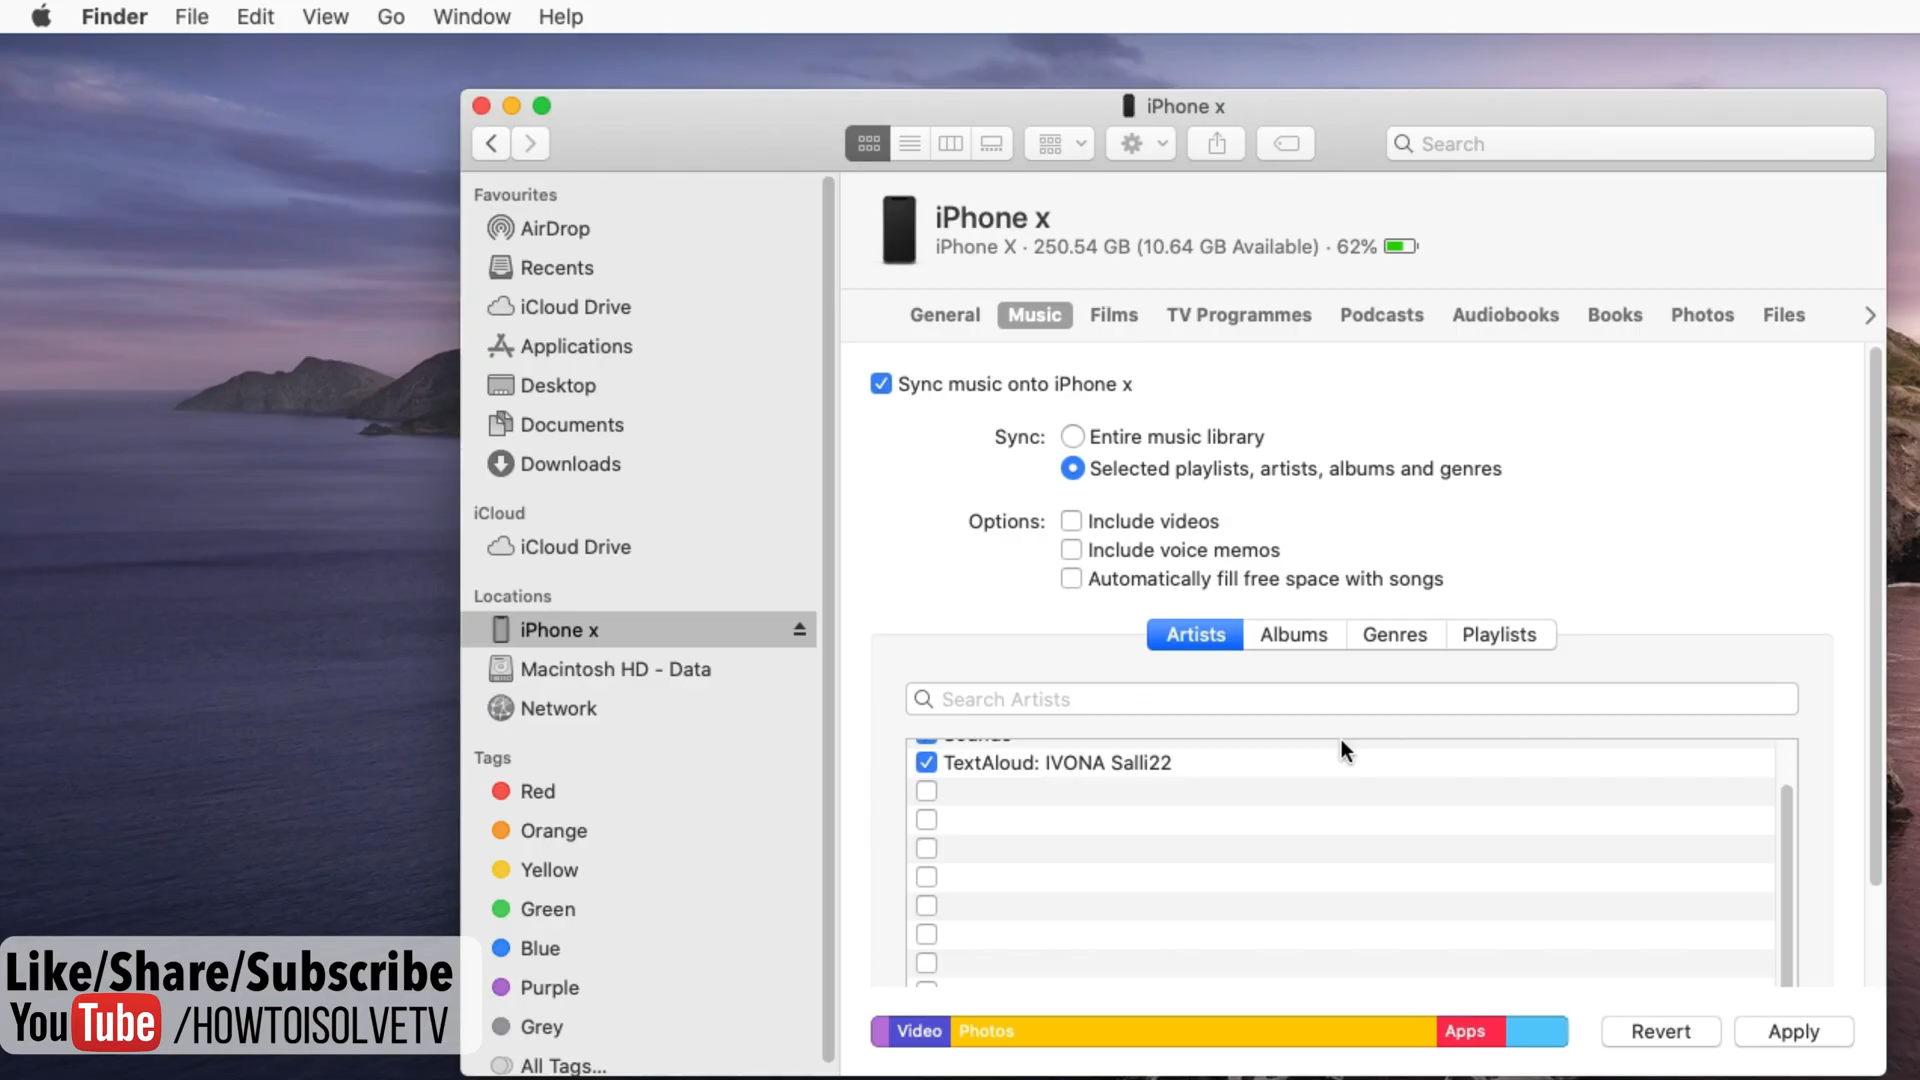 Finder File Edit View Go Window Help
iPhone x
Search
Favourites
AirDrop
Recents
iCloud Drive
Applications
Desktop
Documents
Downloads
iCloud
iCloud Drive
Locations
iPhone x
Macintosh HD - Data
Network
Tags
Red
Orange
Yellow
Green
Blue
Purple
Grey
All Tags...
iPhone x
iPhone X · 250.54 GB (10.64 GB Available) · 62%
General Music Films TV Programmes Podcasts Audiobooks Books Photos Files
Sync music onto iPhone x
Sync: Entire music library
Selected playlists, artists, albums and genres
Options: Include videos
Include voice memos
Automatically fill free space with songs
Artists Albums Genres Playlists
Search Artists
TextAloud: IVONA Salli22
Video Photos Apps
Revert Apply
Like/Share/Subscribe
YouTube /HOWTOISOLVETV